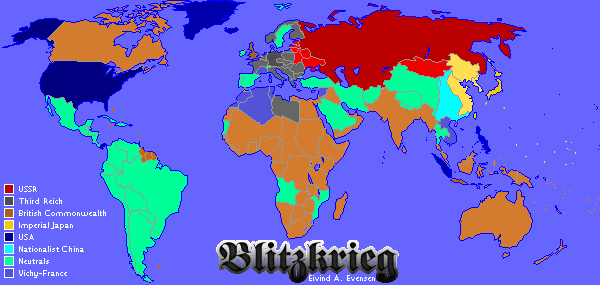 USSR
Third Reich
British Commonwealth
Imperial Japan
USA
Nationalist China
Neutrals
Vichy-France
Blitzkrieg
Eivind A. Evensen